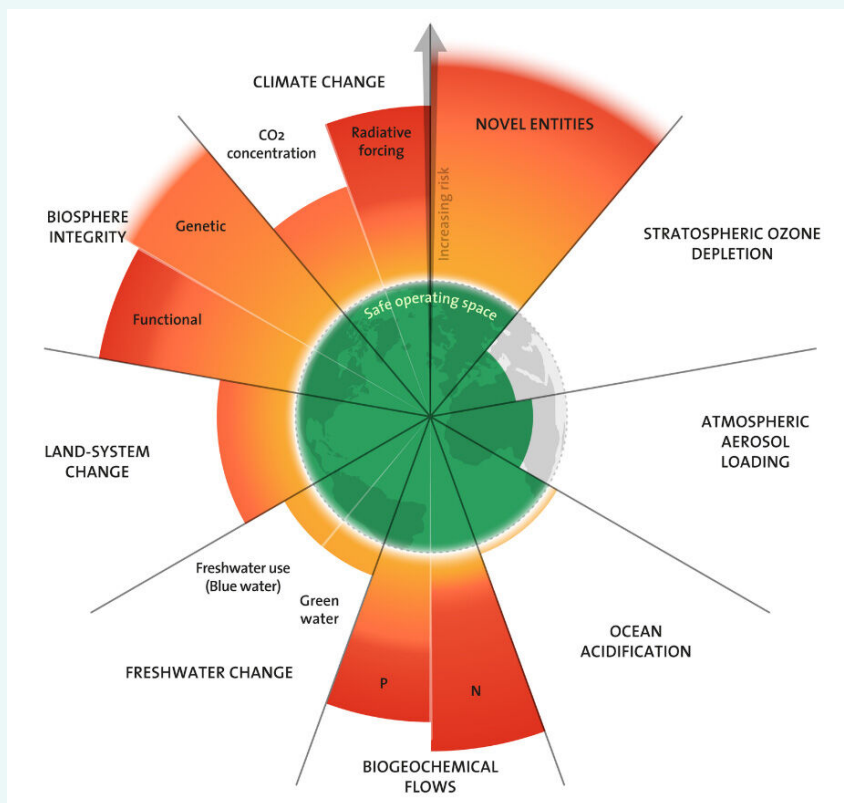 CLIMATE CHANGE
CO2
concentration
Radiative
forcing
NOVEL ENTITIES
Increasing risk
BIOSPHERE
INTEGRITY
Genetic
Functional
STRATOSPHERIC OZONE
DEPLETION
Safe operating space
LAND-SYSTEM
CHANGE
ATMOSPHERIC
AEROSOL
LOADING
Freshwater use
(Blue water)
Green
water
FRESHWATER CHANGE
OCEAN
ACIDIFICATION
P
N
BIOGEOCHEMICAL
FLOWS